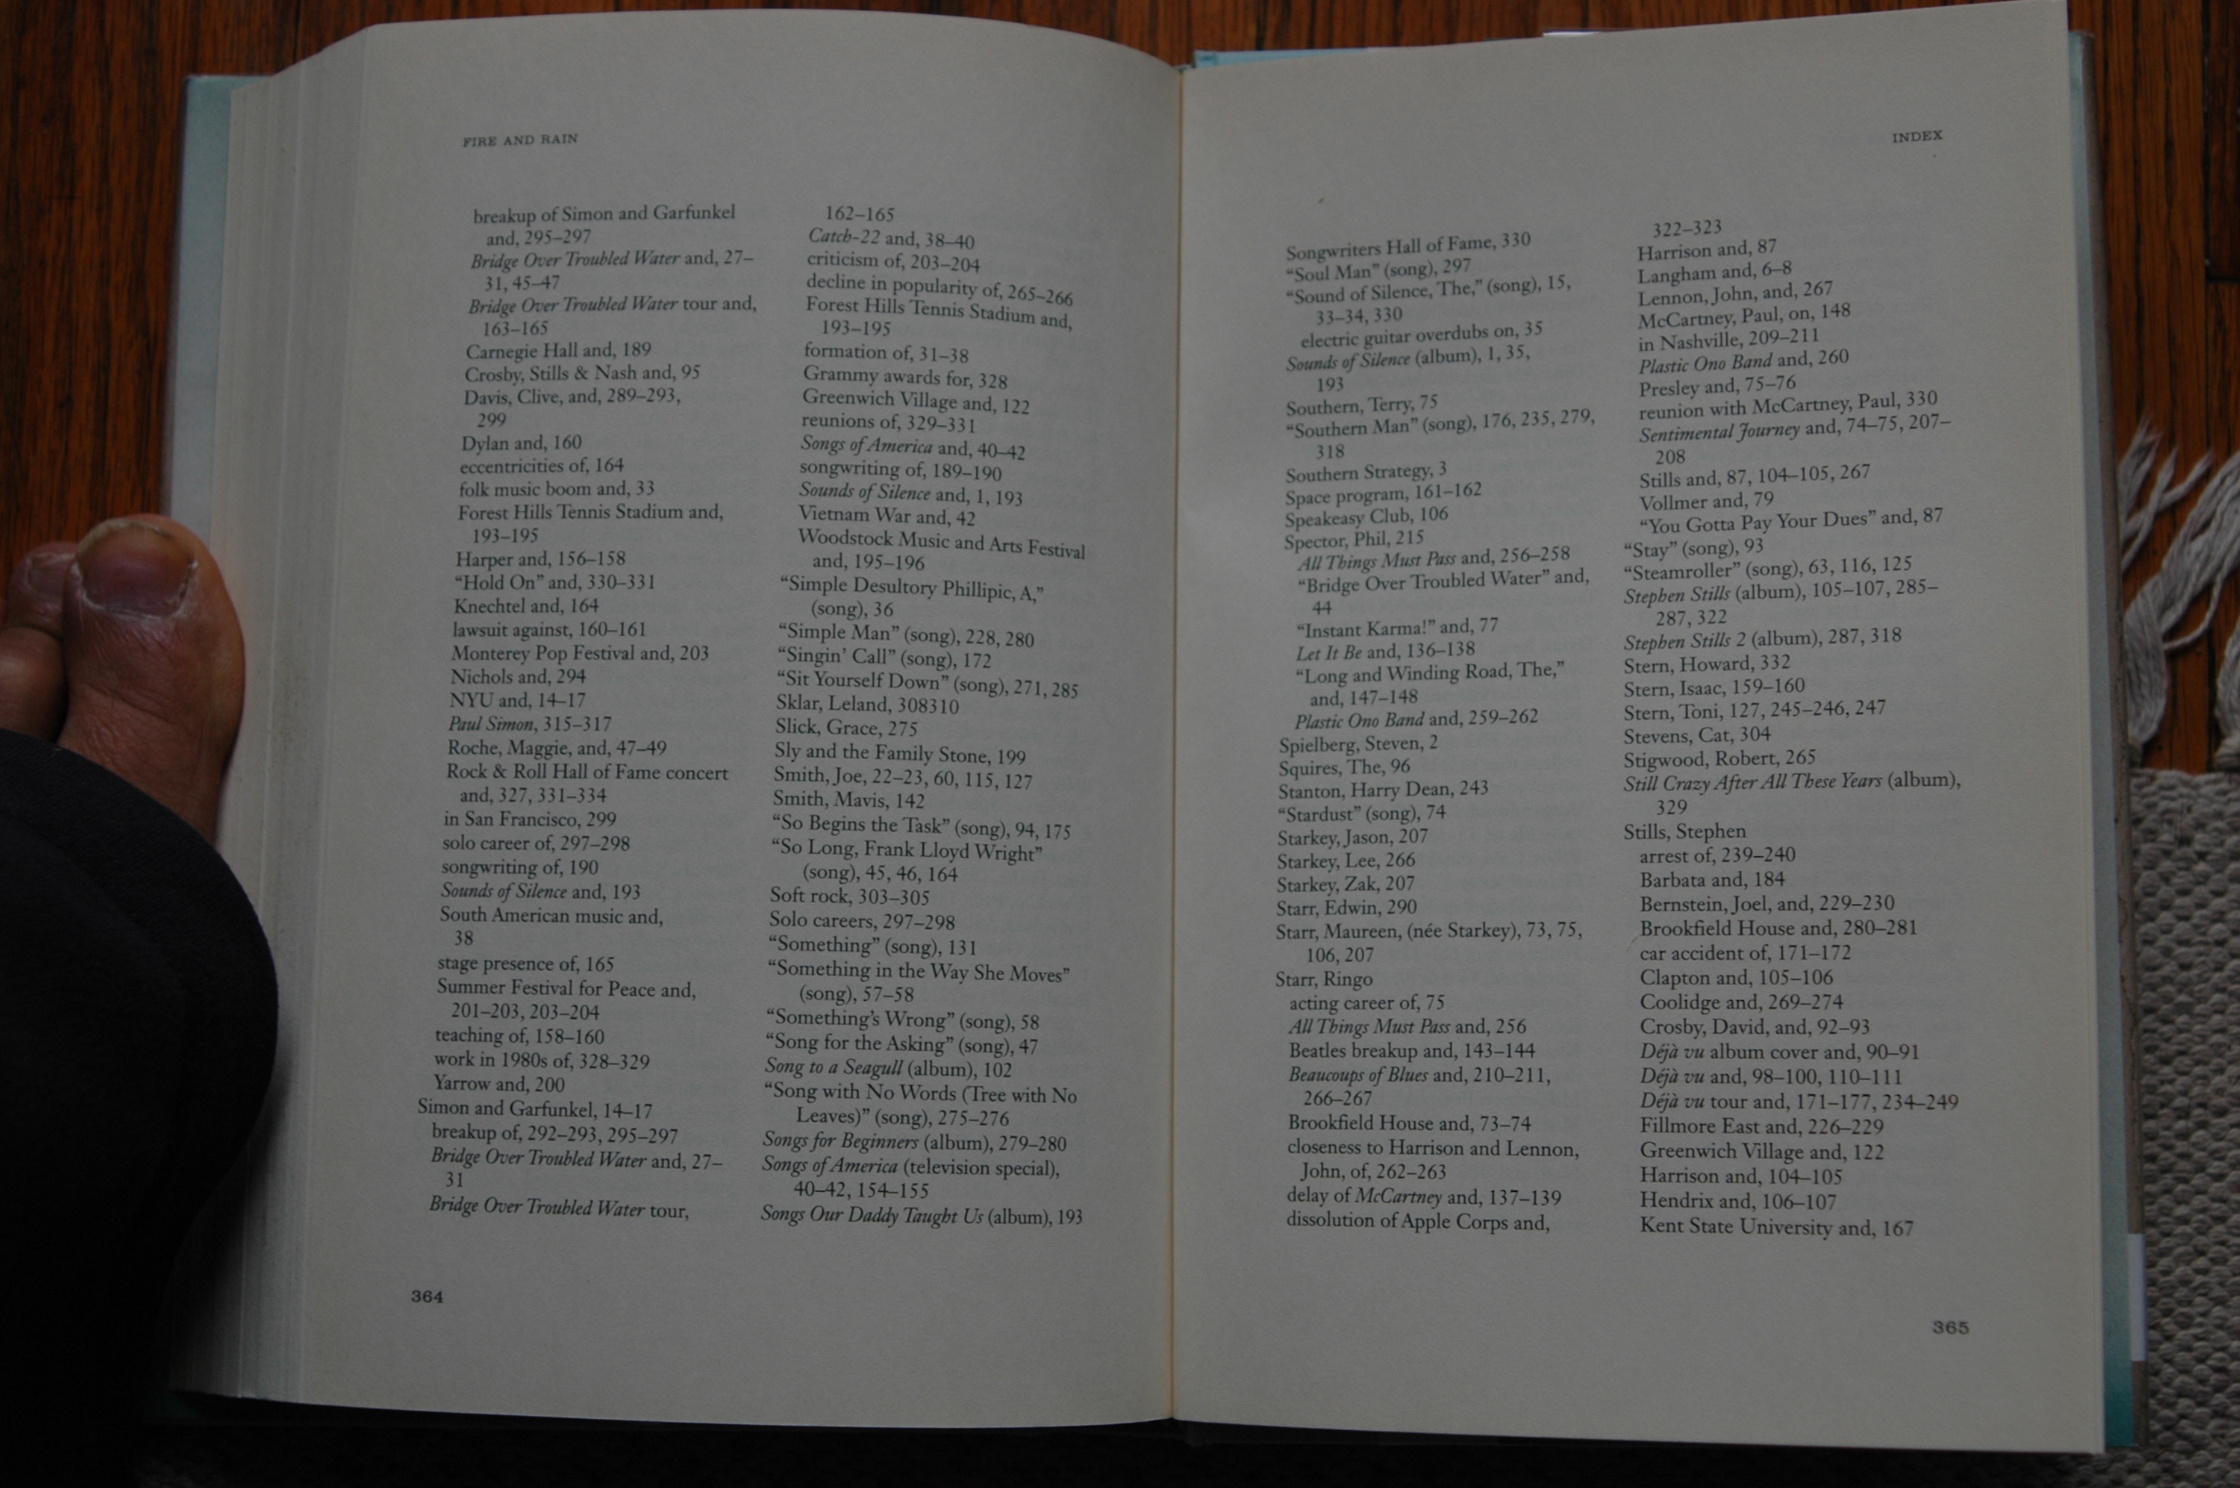 FIRE AND RAIN
breakup of Simon and Garfunkel
and, 295–297
Bridge Over Troubled Water and, 27–
31, 45–47
Bridge Over Troubled Water tour and,
163–165
Carnegie Hall and, 189
Crosby, Stills & Nash and, 95
Davis, Clive, and, 289–293,
299
Dylan and, 160
eccentricities of, 164
folk music boom and, 33
Forest Hills Tennis Stadium and,
193–195
Harper and, 156–158
“Hold On” and, 330–331
Knechtel and, 164
lawsuit against, 160–161
Monterey Pop Festival and, 203
Nichols and, 294
NYU and, 14–17
Paul Simon, 315–317
Roche, Maggie, and, 47–49
Rock & Roll Hall of Fame concert
and, 327, 331–334
in San Francisco, 299
solo career of, 297–298
songwriting of, 190
Sounds of Silence and, 193
South American music and,
38
stage presence of, 165
Summer Festival for Peace and,
201–203, 203–204
teaching of, 158–160
work in 1980s of, 328–329
Yarrow and, 200
Simon and Garfunkel, 14–17
breakup of, 292–293, 295–297
Bridge Over Troubled Water and, 27–
31
Bridge Over Troubled Water tour,
162–165
Catch-22 and, 38–40
criticism of, 203–204
decline in popularity of, 265–266
Forest Hills Tennis Stadium and,
193–195
formation of, 31–38
Grammy awards for, 328
Greenwich Village and, 122
reunions of, 329–331
Songs of America and, 40–42
songwriting of, 189–190
Sounds of Silence and, 1, 193
Vietnam War and, 42
Woodstock Music and Arts Festival
and, 195–196
“Simple Desultory Phillipic, A,”
(song), 36
“Simple Man” (song), 228, 280
“Singin’ Call” (song), 172
“Sit Yourself Down” (song), 271, 285
Sklar, Leland, 308310
Slick, Grace, 275
Sly and the Family Stone, 199
Smith, Joe, 22–23, 60, 115, 127
Smith, Mavis, 142
“So Begins the Task” (song), 94, 175
“So Long, Frank Lloyd Wright”
(song), 45, 46, 164
Soft rock, 303–305
Solo careers, 297–298
“Something” (song), 131
“Something in the Way She Moves”
(song), 57–58
“Something’s Wrong” (song), 58
“Song for the Asking” (song), 47
Song to a Seagull (album), 102
“Song with No Words (Tree with No
Leaves)” (song), 275–276
Songs for Beginners (album), 279–280
Songs of America (television special),
40–42, 154–155
Songs Our Daddy Taught Us (album), 193
364
INDEX
Songwriters Hall of Fame, 330
“Soul Man” (song), 297
“Sound of Silence, The,” (song), 15,
33–34, 330
electric guitar overdubs on, 35
Sounds of Silence (album), 1, 35,
193
Southern, Terry, 75
“Southern Man” (song), 176, 235, 279,
318
Southern Strategy, 3
Space program, 161–162
Speakeasy Club, 106
Spector, Phil, 215
All Things Must Pass and, 256–258
“Bridge Over Troubled Water” and,
44
“Instant Karma!” and, 77
Let It Be and, 136–138
“Long and Winding Road, The,”
and, 147–148
Plastic Ono Band and, 259–262
Spielberg, Steven, 2
Squires, The, 96
Stanton, Harry Dean, 243
“Stardust” (song), 74
Starkey, Jason, 207
Starkey, Lee, 266
Starkey, Zak, 207
Starr, Edwin, 290
Starr, Maureen, (née Starkey), 73, 75,
106, 207
Starr, Ringo
acting career of, 75
All Things Must Pass and, 256
Beatles breakup and, 143–144
Beaucoups of Blues and, 210–211,
266–267
Brookfield House and, 73–74
closeness to Harrison and Lennon,
John, of, 262–263
delay of McCartney and, 137–139
dissolution of Apple Corps and,
322–323
Harrison and, 87
Langham and, 6–8
Lennon, John, and, 267
McCartney, Paul, on, 148
in Nashville, 209–211
Plastic Ono Band and, 260
Presley and, 75–76
reunion with McCartney, Paul, 330
Sentimental Journey and, 74–75, 207–
208
Stills and, 87, 104–105, 267
Vollmer and, 79
“You Gotta Pay Your Dues” and, 87
“Stay” (song), 93
“Steamroller” (song), 63, 116, 125
Stephen Stills (album), 105–107, 285–
287, 322
Stephen Stills 2 (album), 287, 318
Stern, Howard, 332
Stern, Isaac, 159–160
Stern, Toni, 127, 245–246, 247
Stevens, Cat, 304
Stigwood, Robert, 265
Still Crazy After All These Years (album),
329
Stills, Stephen
arrest of, 239–240
Barbata and, 184
Bernstein, Joel, and, 229–230
Brookfield House and, 280–281
car accident of, 171–172
Clapton and, 105–106
Coolidge and, 269–274
Crosby, David, and, 92–93
Déjà vu album cover and, 90–91
Déjà vu and, 98–100, 110–111
Déjà vu tour and, 171–177, 234–249
Fillmore East and, 226–229
Greenwich Village and, 122
Harrison and, 104–105
Hendrix and, 106–107
Kent State University and, 167
365